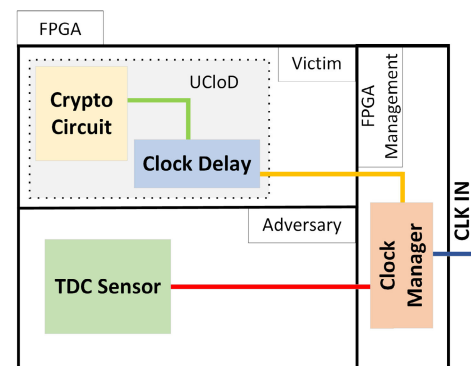 FPGA
Victim
UCloD
Crypto
Circuit
Clock Delay
FPGA
Management
Adversary
TDC Sensor
Clock
Manager
CLK IN